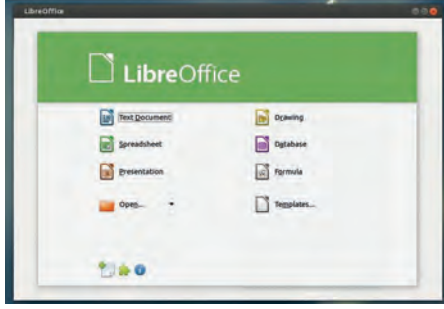 LibreOffice
LibreOffice
Text Document
Drawing
Spreadsheet
Database
Presentation
Formula
Open...
Templates...